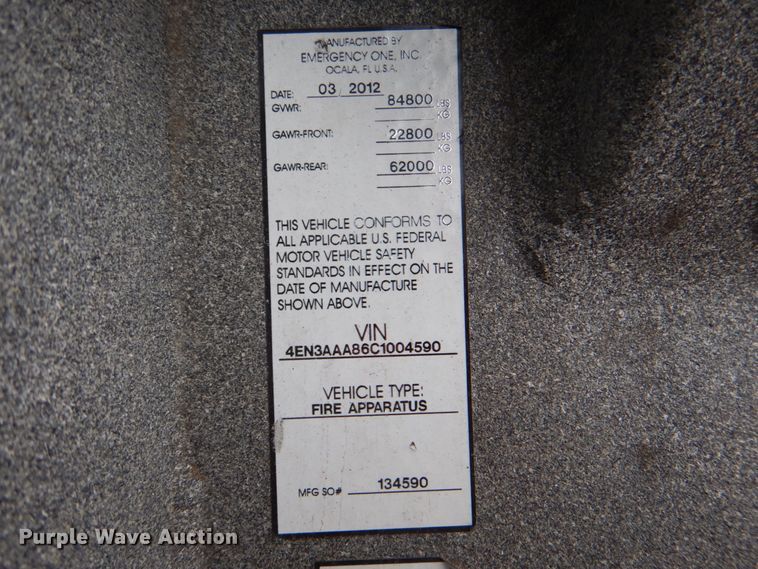 MANUFACTURED BY
EMERGENCY ONE, INC.
OCALA, FL U.S.A.
DATE: 03 2012
GVWR: 84800 LBS
KG
GAWR-FRONT: 22800 LBS
KG
GAWR-REAR: 62000 LBS
KG
THIS VEHICLE CONFORMS TO
ALL APPLICABLE U.S. FEDERAL
MOTOR VEHICLE SAFETY
STANDARDS IN EFFECT ON THE
DATE OF MANUFACTURE
SHOWN ABOVE.
VIN
4EN3AAA86C1004590
VEHICLE TYPE:
FIRE APPARATUS
MFG SO# 134590
Purple Wave Auction